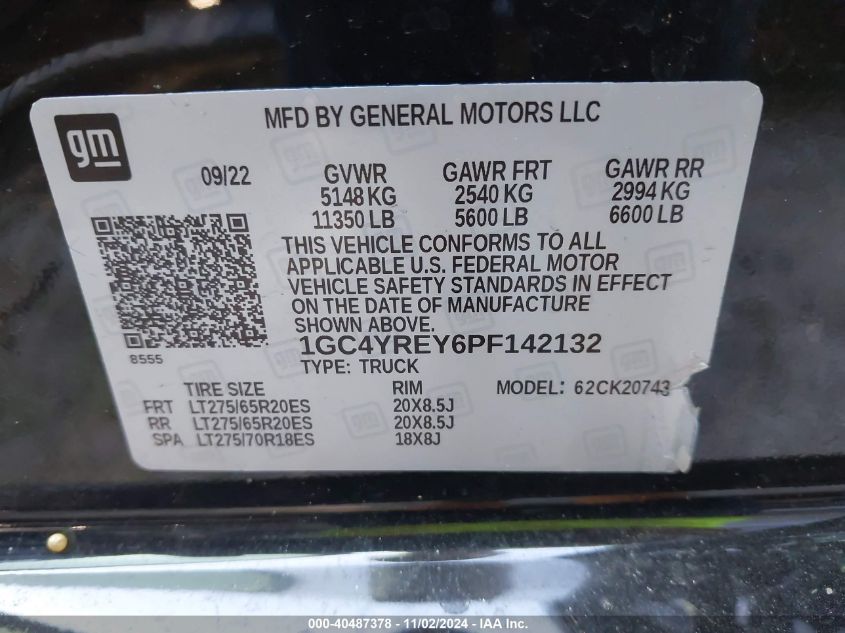 gm
MFD BY GENERAL MOTORS LLC
09/22 GVWR GAWR FRT GAWR RR
5148 KG 2540 KG 2994 KG
11350 LB 5600 LB 6600 LB
THIS VEHICLE CONFORMS TO ALL
APPLICABLE U.S. FEDERAL MOTOR
VEHICLE SAFETY STANDARDS IN EFFECT
ON THE DATE OF MANUFACTURE
SHOWN ABOVE.
8555
1GC4YREY6PF142132
TYPE: TRUCK
TIRE SIZE RIM MODEL: 62CK20743
FRT LT275/65R20ES 20X8.5J
RR LT275/65R20ES 20X8.5J
SPA LT275/70R18ES 18X8J
000-40487378 - 11/02/2024 - IAA Inc.